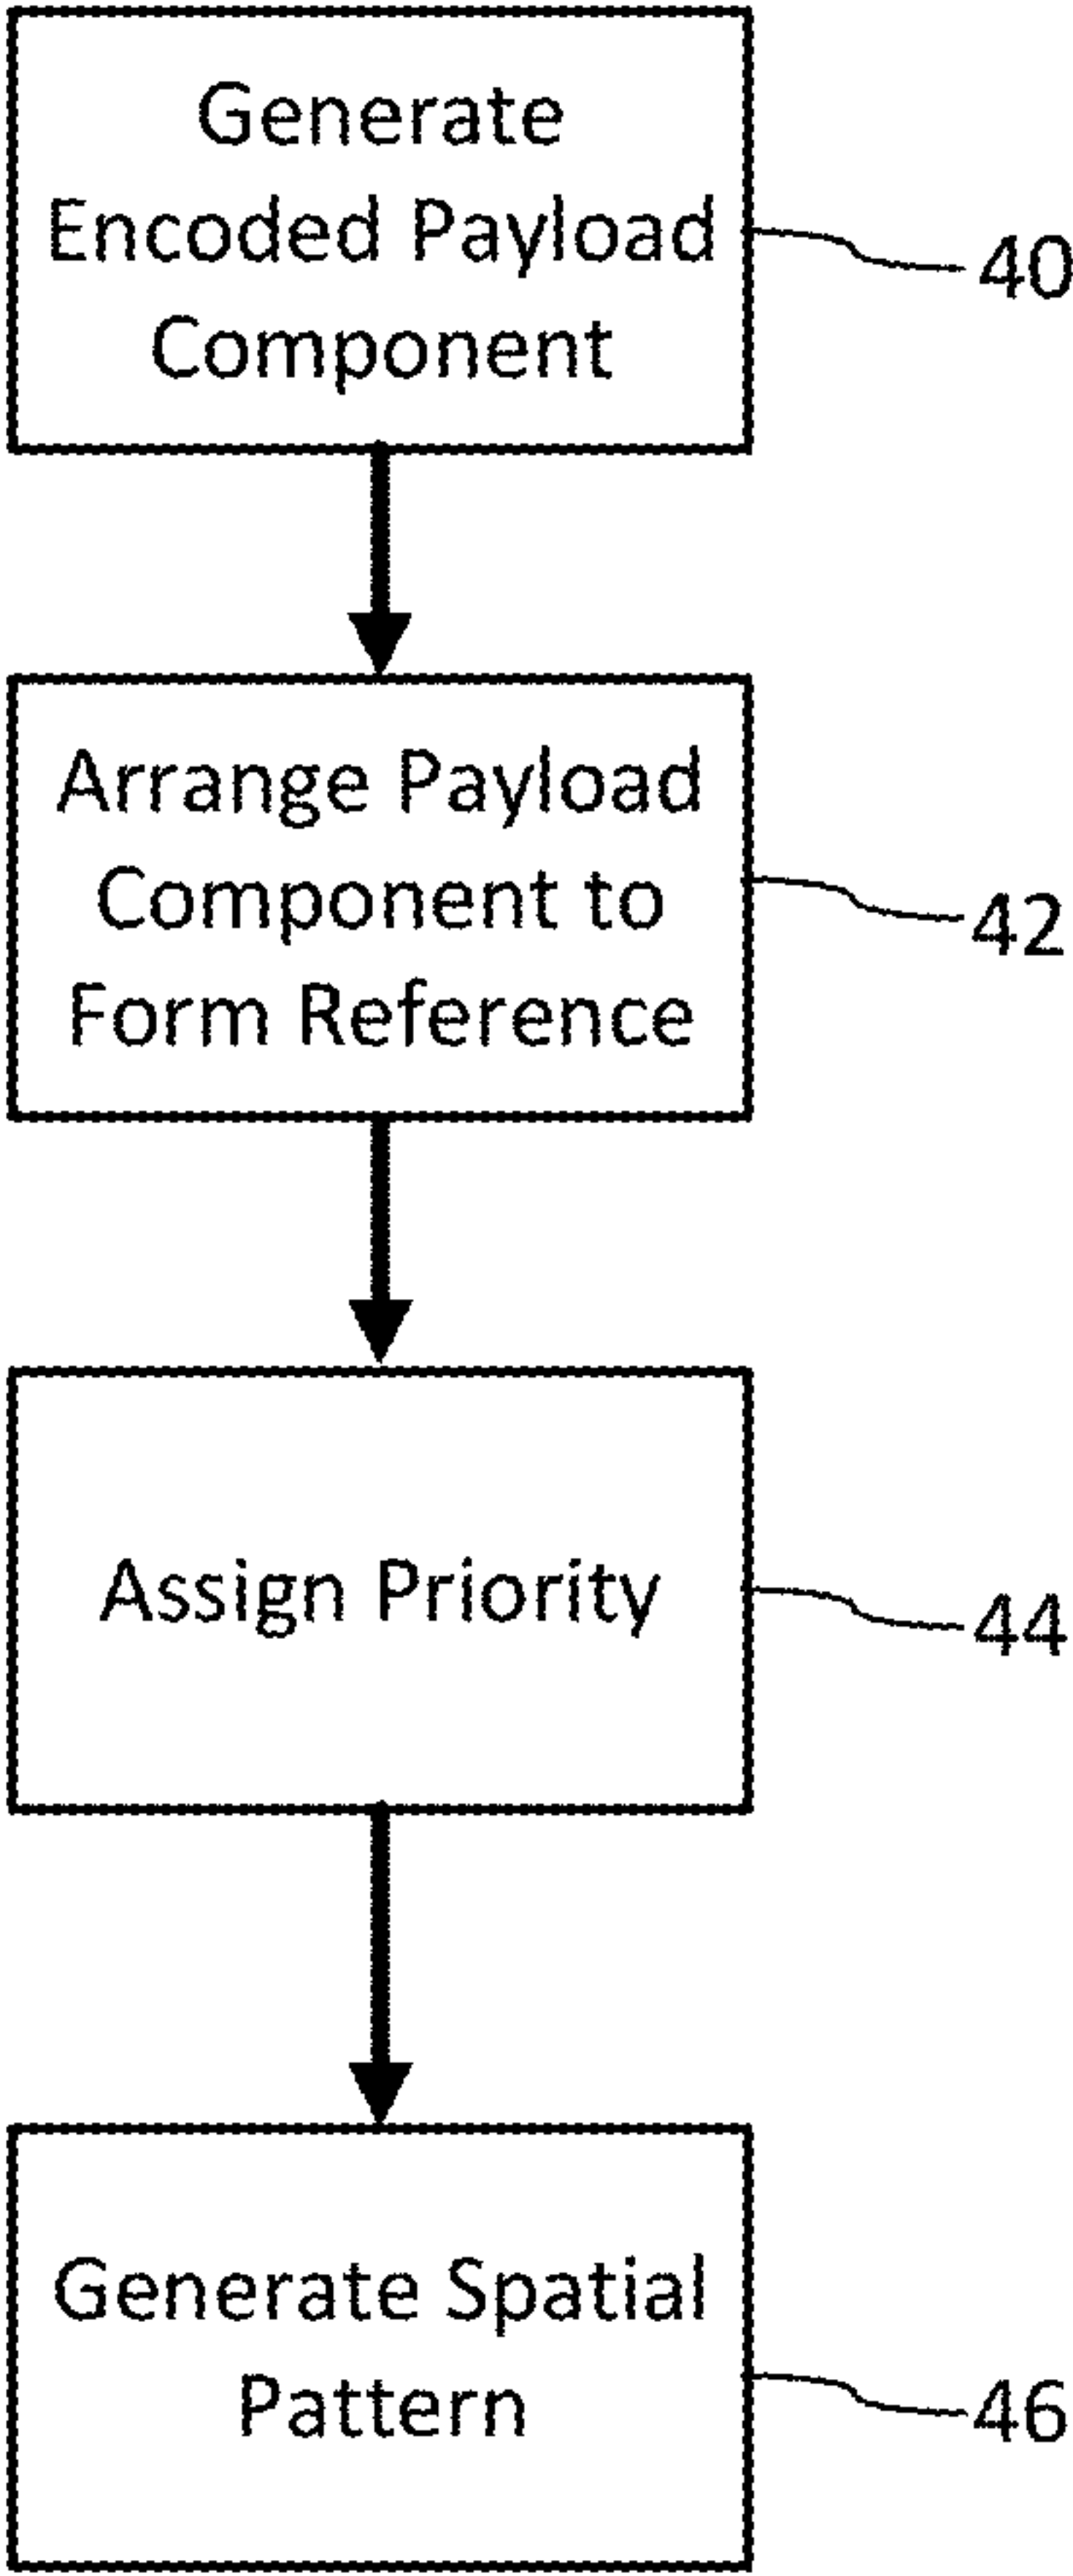 Generate
Encoded Payload
Component
40
Arrange Payload
Component to
Form Reference
42
Assign Priority
44
Generate Spatial
Pattern
46